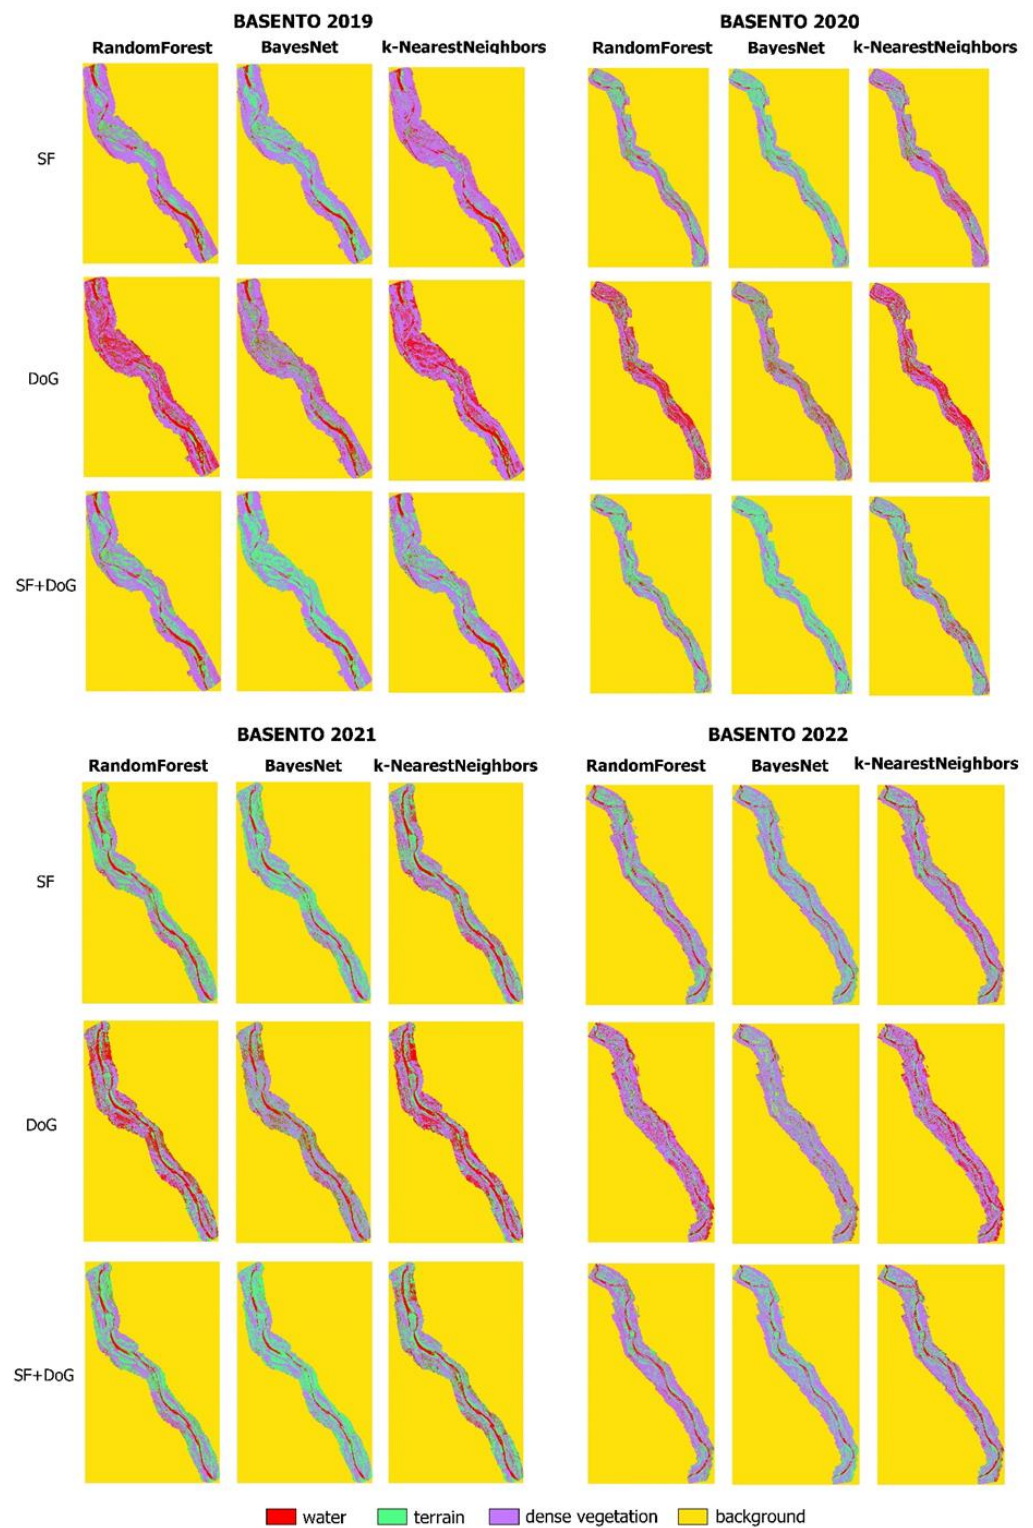 BASENTO 2019 BASENTO 2020
RandomForest BayesNet k-NearestNeighbors RandomForest BayesNet k-NearestNeighbors
SF
DoG
SF+DoG
BASENTO 2021 BASENTO 2022
RandomForest BayesNet k-NearestNeighbors RandomForest BayesNet k-NearestNeighbors
SF
DoG
SF+DoG
water terrain dense vegetation background